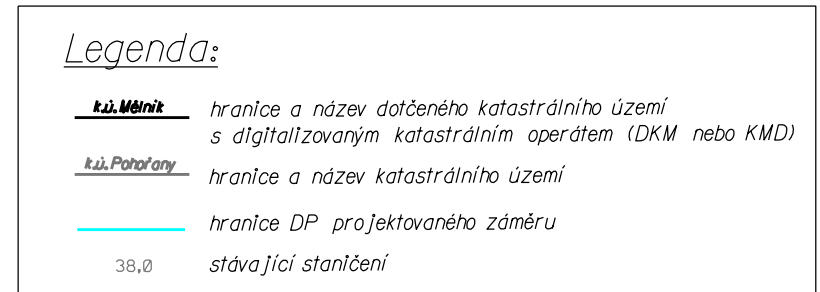 Legenda:
k.ú. Mělník hranice a název dotčeného katastrálního území
s digitalizovaným katastrálním operátem (DKM nebo KMD)
k.ú. Pohořany hranice a název katastrálního území
hranice DP projektovaného záměru
38,0 stávající staničení